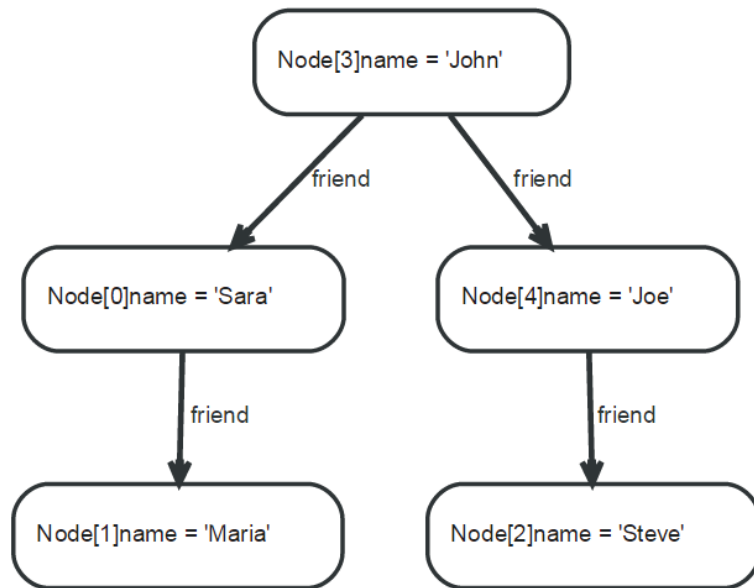 Node[3]name = 'John'
friend
friend
Node[0]name = 'Sara'
Node[4]name = 'Joe'
friend
friend
Node[1]name = 'Maria'
Node[2]name = 'Steve'